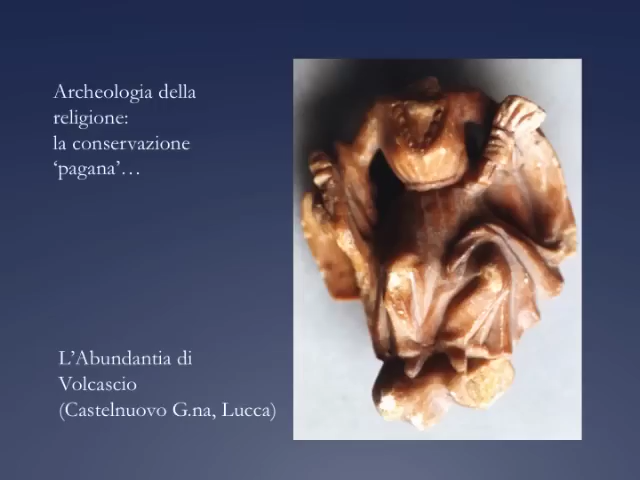 Archeologia della
religione:
la conservazione
‘pagana’…
L’Abundantia di
Volcascio
(Castelnuovo G.na, Lucca)